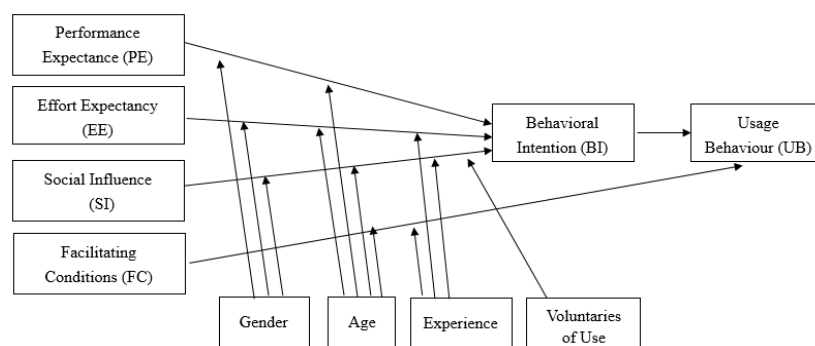 Performance
Expectance (PE)
Effort Expectancy
(EE)
Social Influence
(SI)
Facilitating
Conditions (FC)
Behavioral
Intention (BI)
Usage
Behaviour (UB)
Gender
Age
Experience
Voluntaries
of Use